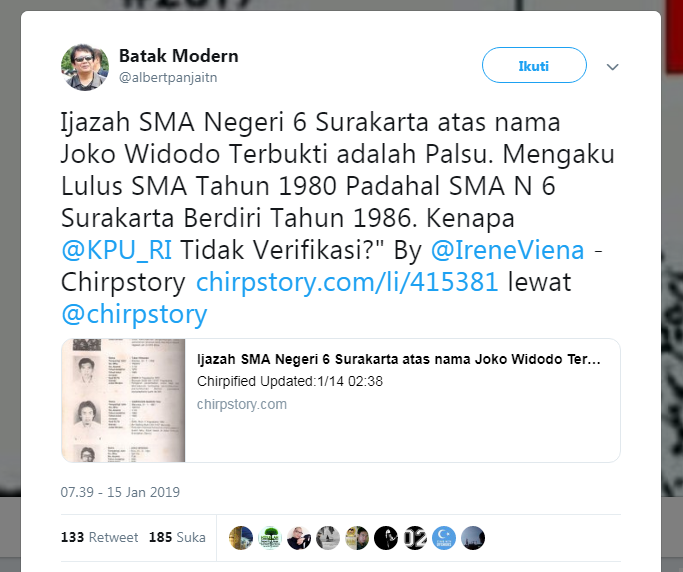 Batak Modern
@albertpanjaitn
Ikuti
Ijazah SMA Negeri 6 Surakarta atas nama
Joko Widodo Terbukti adalah Palsu. Mengaku
Lulus SMA Tahun 1980 Padahal SMA N 6
Surakarta Berdiri Tahun 1986. Kenapa
@KPU_RI Tidak Verifikasi?" By @IreneViena -
Chirpstory chirpstory.com/li/415381 lewat
@chirpstory
Ijazah SMA Negeri 6 Surakarta atas nama Joko Widodo Ter...
Chirpified Updated:1/14 02:38
chirpstory.com
07.39 - 15 Jan 2019
133 Retweet 185 Suka